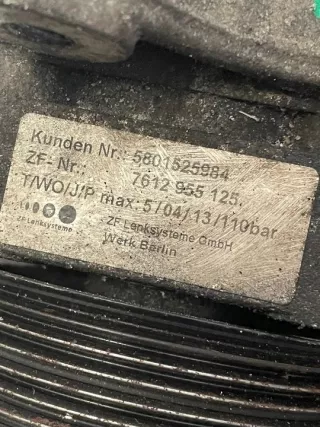 Kunden Nr.: 5801525984
ZF- Nr.: 7612 955 125.
T/WO/J/P max: 5/04/13/110bar
ZF Lenksysteme GmbH
ZF Lenksysteme
Werk Berlin